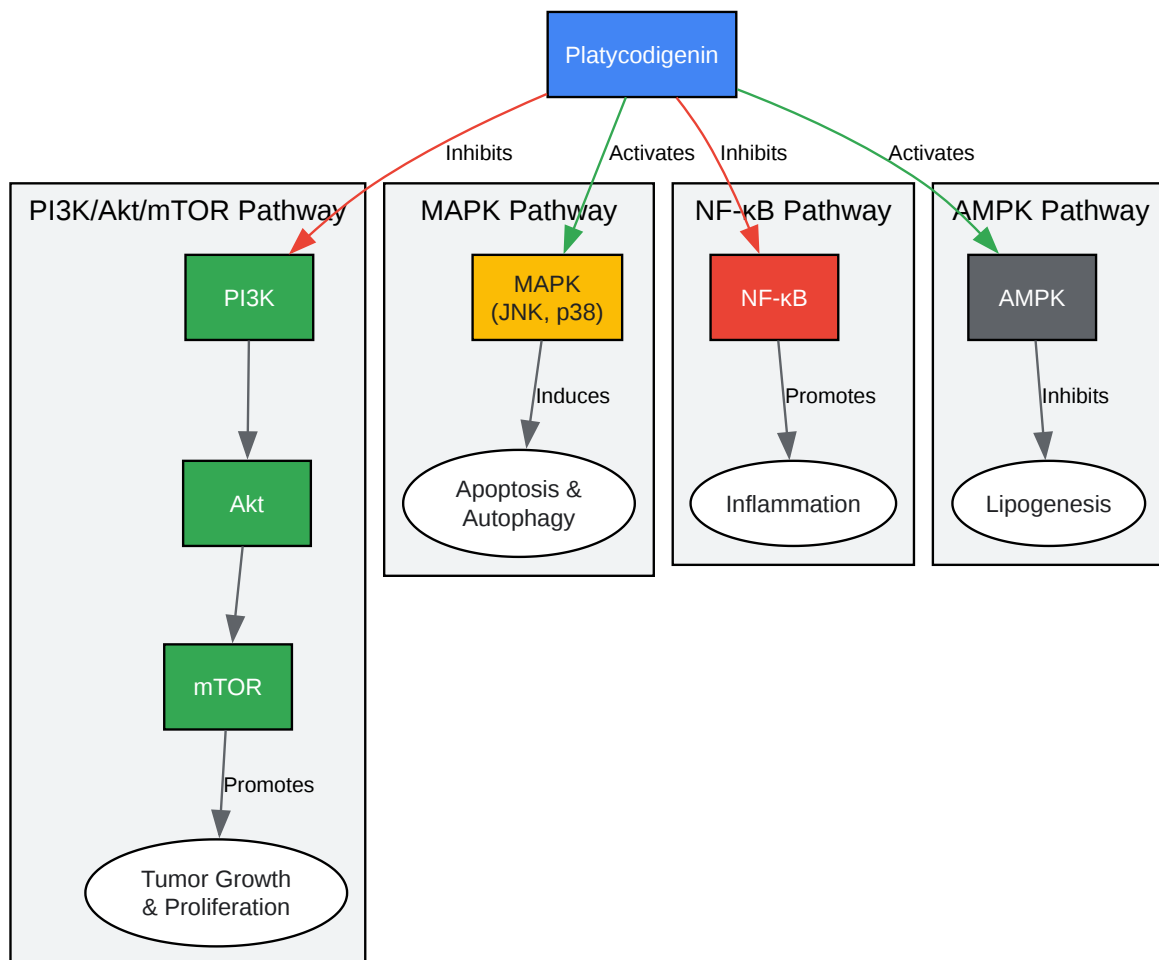 Platycodigenin
Inhibits
Activates
Inhibits
Activates
PI3K/Akt/mTOR Pathway
MAPK Pathway
NF-κB Pathway
AMPK Pathway
PI3K
MAPK
(JNK, p38)
NF-κB
AMPK
Induces
Promotes
Inhibits
Akt
Apoptosis &
Autophagy
Inflammation
Lipogenesis
mTOR
Promotes
Tumor Growth
& Proliferation